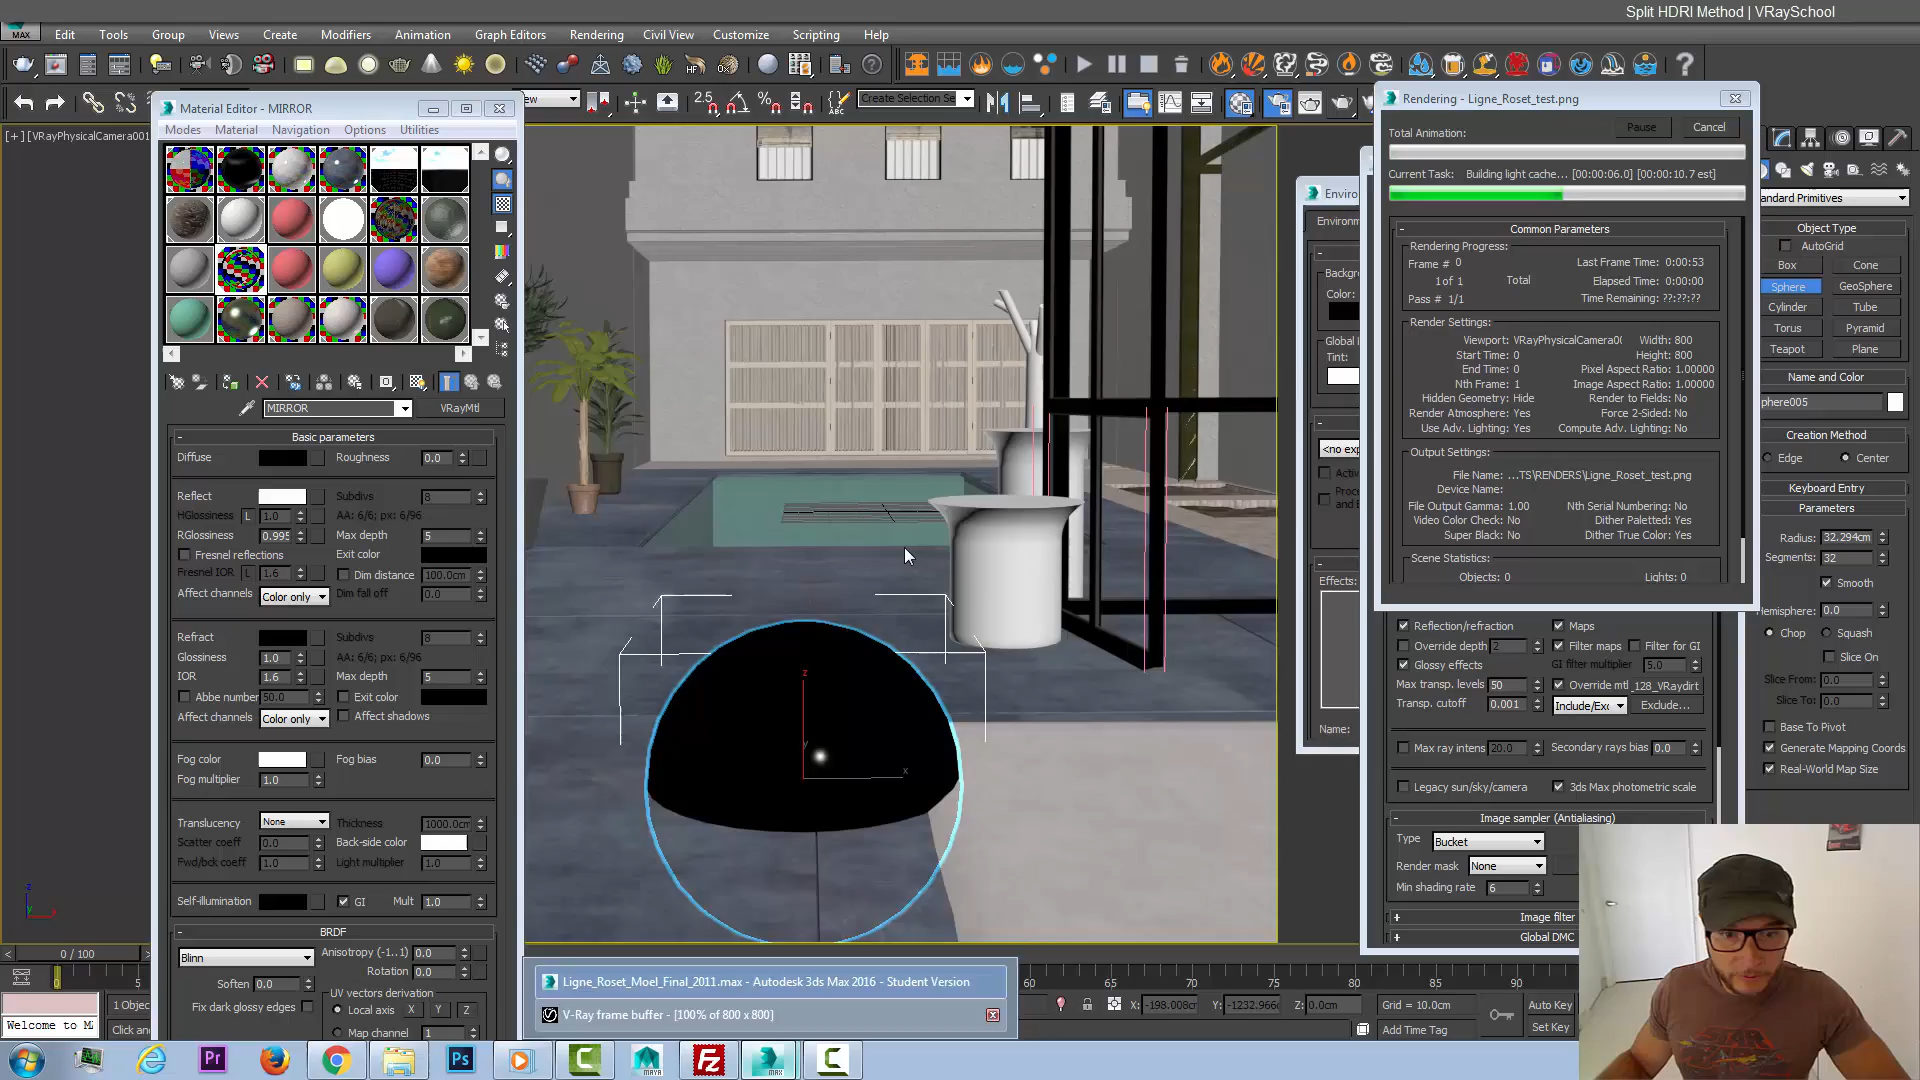 Split HDRI Method | VRaySchool
MAX
Edit Tools Group Views Create Modifiers Animation Graph Editors Rendering Civil View Customize Scripting Help
HF
2.5
Create Selection Se
Material Editor - MIRROR
Modes Material Navigation Options Utilities
[+] [VRayPhysicalCamera001
MIRROR
VRayMtl
Basic parameters
Diffuse
Roughness 0.0
Reflect
Subdivs 8
HGlossiness L 1.0
AA: 6/6; px: 6/96
RGlossiness 0.995
Max depth 5
Fresnel reflections
Exit color
Fresnel IOR L 1.6
Dim distance 100.0cm
Affect channels Color only
Dim fall off 0.0
Refract
Subdivs 8
Glossiness 1.0
AA: 6/6; px: 6/96
IOR 1.6
Max depth 5
Abbe number 50.0
Exit color
Affect channels Color only
Affect shadows
Fog color
Fog bias 0.0
Fog multiplier 1.0
Translucency None
Thickness 1000.0cm
Scatter coeff 0.0
Back-side color
Fwd/bck coeff 1.0
Light multiplier 1.0
Self-illumination
GI Mult 1.0
BRDF
Blinn
Anisotropy (-1..1) 0.0
Rotation 0.0
Soften 0.0
UV vectors derivation
Fix dark glossy edges
Local axis X Y Z
Map channel 1
z
y
x
Rendering - Ligne_Roset_test.png
Total Animation:
Pause
Cancel
Current Task: Building light cache... [00:00:06.0] [00:00:10.7 est]
Common Parameters
Rendering Progress:
Frame # 0
Last Frame Time: 0:00:53
1 of 1 Total
Elapsed Time: 0:00:00
Pass # 1/1
Time Remaining: ??:??:??
Render Settings:
Viewport: VRayPhysicalCamera00
Width: 800
Start Time: 0
Height: 800
End Time: 0
Pixel Aspect Ratio: 1.00000
Nth Frame: 1
Image Aspect Ratio: 1.00000
Hidden Geometry: Hide
Render to Fields: No
Render Atmosphere: Yes
Force 2-Sided: No
Use Adv. Lighting: Yes
Compute Adv. Lighting: No
Output Settings:
File Name: ...TS\RENDERS\Ligne_Roset_test.png
Device Name:
File Output Gamma: 1.00
Nth Serial Numbering: No
Video Color Check: No
Dither Paletted: Yes
Super Black: No
Dither True Color: Yes
Scene Statistics:
Objects: 0
Lights: 0
Enviro
Environm
Backgr
Color:
Global
Tint:
<no exp
Activ
Proce
and E
Effects:
Name:
Reflection/refraction
Maps
Override depth 2
Filter maps
Filter for GI
Glossy effects
GI filter multiplier 5.0
Max transp. levels 50
Override mtl _128_VRaydirt
Transp. cutoff 0.001
Include/Exc
Exclude...
Max ray intens 20.0
Secondary rays bias 0.0
Legacy sun/sky/camera
3ds Max photometric scale
Image sampler (Antialiasing)
Type Bucket
Render mask None
Min shading rate 6
Image filter
Global DMC
andard Primitives
Object Type
AutoGrid
Box Cone
Sphere GeoSphere
Cylinder Tube
Torus Pyramid
Teapot Plane
Name and Color
phere005
Creation Method
Edge Center
Keyboard Entry
Parameters
Radius: 32.294cm
Segments: 32
Smooth
Hemisphere: 0.0
Chop Squash
Slice On
Slice From: 0.0
Slice To: 0.0
Base To Pivot
Generate Mapping Coords
Real-World Map Size
0 / 100
5
60 65 70 75 80 85 90
1 Objec
Welcome to M
Click an
X: -198.008c
Y: -1232.966
Z: 0.0cm
Grid = 10.0cm
Auto Key
Add Time Tag
Set Key
Ligne_Roset_Moel_Final_2011.max - Autodesk 3ds Max 2016 - Student Version
V-Ray frame buffer - [100% of 800 x 800]
Pr
Ps
MAYA
Fz
MAX